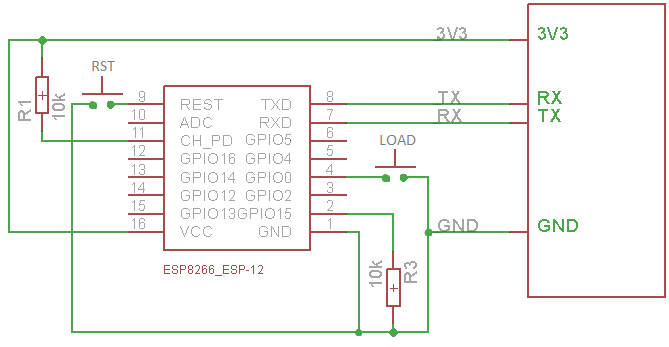 3V3 3V3
RST
R1 10k
9 REST TXD 8 TX RX
10 ADC RXD 7 RX TX
11 CH_PD GPIO5 6
LOAD
12 GPIO16 GPIO4 5
13 GPIO14 GPIO0 4
14 GPIO12 GPIO2 3
15 GPIO13 GPIO15 2
16 VCC GND 1 GND GND
ESP8266_ESP-12
10k R3